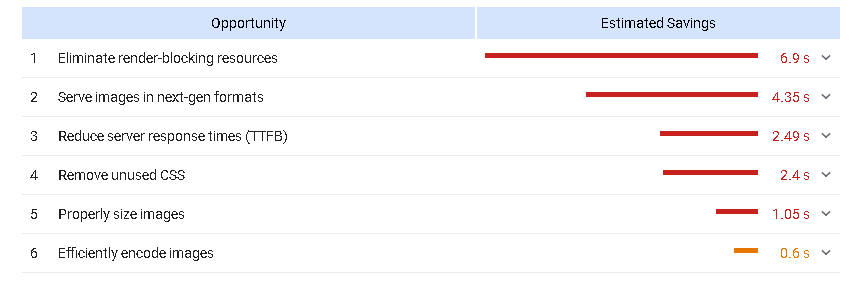 Opportunity Estimated Savings
1 Eliminate render-blocking resources 6.9 s
2 Serve images in next-gen formats 4.35 s
3 Reduce server response times (TTFB) 2.49 s
4 Remove unused CSS 2.4 s
5 Properly size images 1.05 s
6 Efficiently encode images 0.6 s